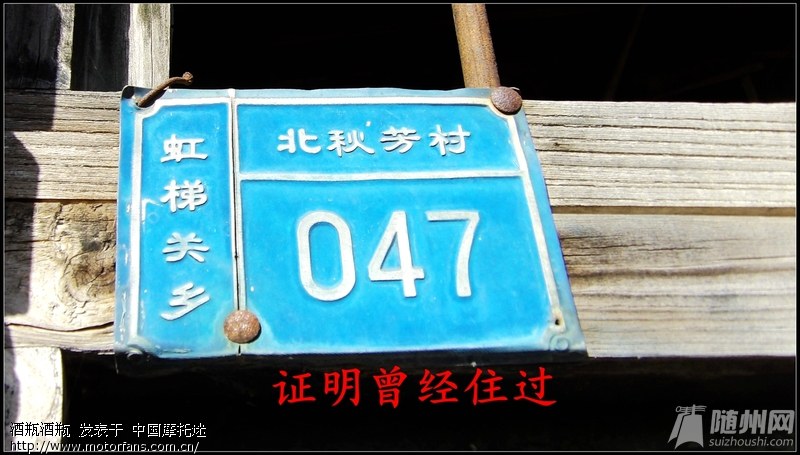 虹梯关乡
北秋芳村
047
证明曾经住过
酒瓶酒瓶 发表于 中国摩托迷
http://www.motorfans.com.cn/
随州网
suizhoushi.com